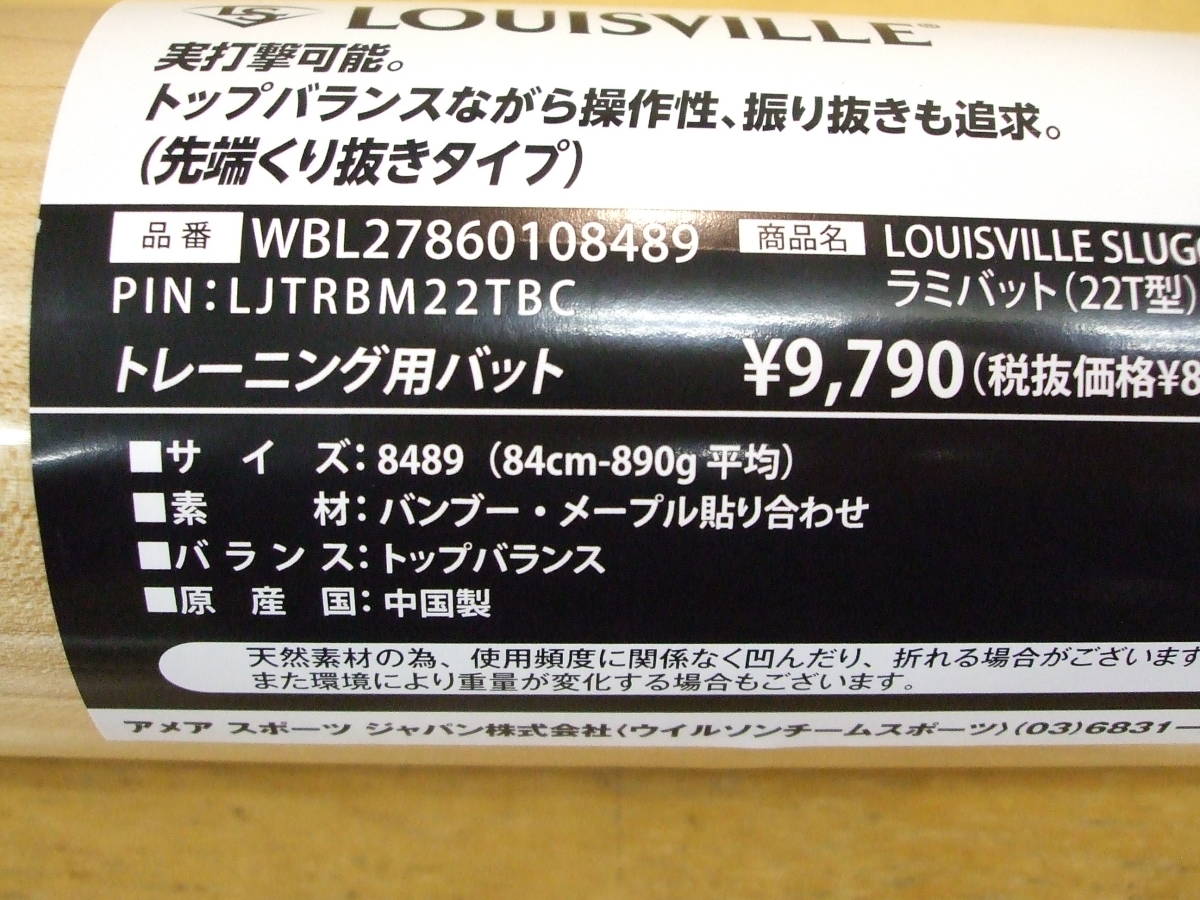 LS LOUISVILLE®
実打撃可能。
トップバランスながら操作性、振り抜きも追求。
(先端くり抜きタイプ)
品番 WBL27860108489 商品名 LOUISVILLE SLUG
PIN:LJTRBM22TBC ラミバット(22T型)
トレーニング用バット ¥9,790(税抜価格¥8
■サイズ:8489(84cm-890g 平均)
■素材:バンブー・メープル貼り合わせ
■バランス:トップバランス
■原産国:中国製
天然素材の為、使用頻度に関係なく凹んだり、折れる場合がございます
また環境により重量が変化する場合もございます。
アメア スポーツ ジャパン株式会社〈ウイルソンチームスポーツ〉(03)6831-